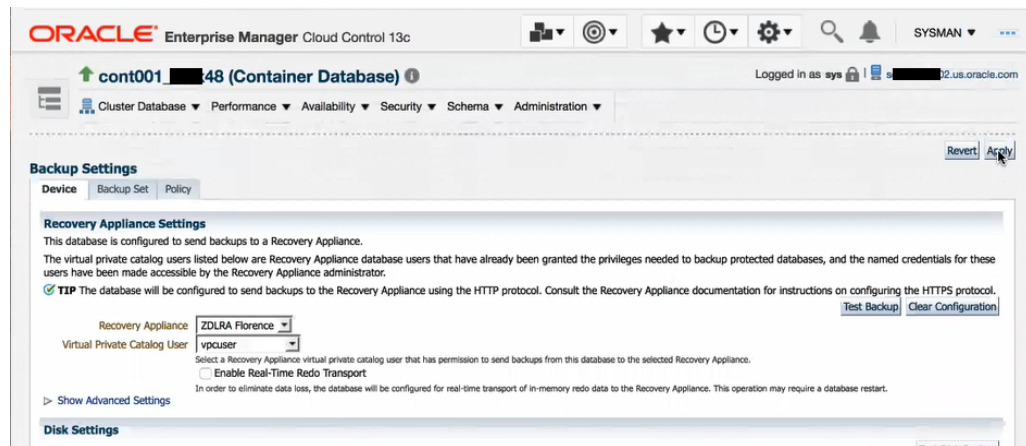 ORACLE Enterprise Manager Cloud Control 13c SYSMAN
cont001_ :48 (Container Database) Logged in as sys 02.us.oracle.com
Cluster Database Performance Availability Security Schema Administration
Revert Apply
Backup Settings
Device Backup Set Policy
Recovery Appliance Settings
This database is configured to send backups to a Recovery Appliance.
The virtual private catalog users listed below are Recovery Appliance database users that have already been granted the privileges needed to backup protected databases, and the named credentials for these
users have been made accessible by the Recovery Appliance administrator.
TIP The database will be configured to send backups to the Recovery Appliance using the HTTP protocol. Consult the Recovery Appliance documentation for instructions on configuring the HTTPS protocol.
Test Backup Clear Configuration
Recovery Appliance ZDLRA Florence
Virtual Private Catalog User vpcuser
Select a Recovery Appliance virtual private catalog user that has permission to send backups from this database to the selected Recovery Appliance.
Enable Real-Time Redo Transport
In order to eliminate data loss, the database will be configured for real-time transport of in-memory redo data to the Recovery Appliance. This operation may require a database restart.
Show Advanced Settings
Disk Settings